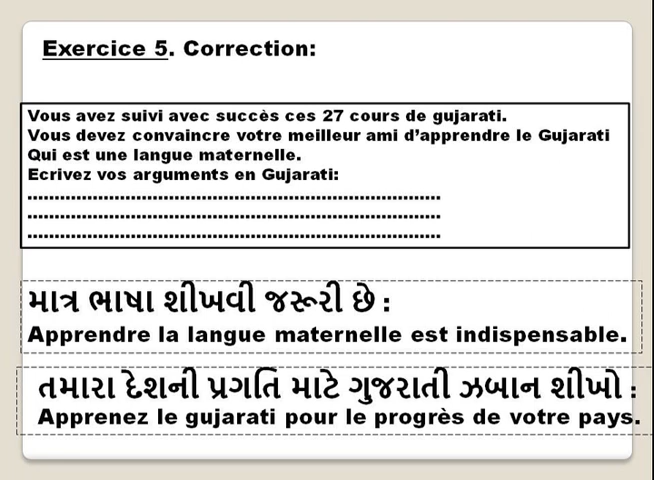 Exercice 5. Correction:
Vous avez suivi avec succès ces 27 cours de gujarati.
Vous devez convaincre votre meilleur ami d’apprendre le Gujarati
Qui est une langue maternelle.
Ecrivez vos arguments en Gujarati:
................................................................................
................................................................................
................................................................................
માત્ર ભાષા શીખવી જરૂરી છે :
Apprendre la langue maternelle est indispensable.
તમારા દેશની પ્રગતિ માટે ગુજરાતી ઝબાન શીખો :
Apprenez le gujarati pour le progrès de votre pays.